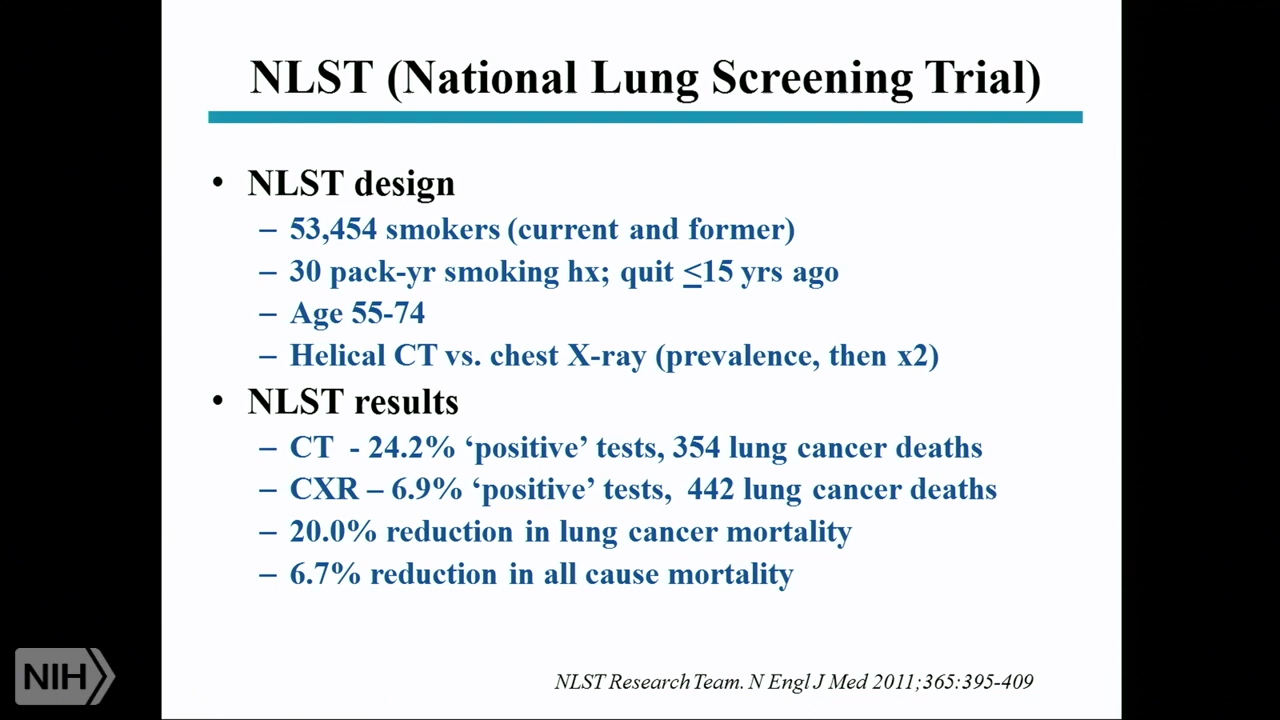 NLST (National Lung Screening Trial)
• NLST design
– 53,454 smokers (current and former)
– 30 pack-yr smoking hx; quit ≤15 yrs ago
– Age 55-74
– Helical CT vs. chest X-ray (prevalence, then x2)
• NLST results
– CT - 24.2% ‘positive’ tests, 354 lung cancer deaths
– CXR – 6.9% ‘positive’ tests, 442 lung cancer deaths
– 20.0% reduction in lung cancer mortality
– 6.7% reduction in all cause mortality
NLST Research Team. N Engl J Med 2011;365:395-409
NIH